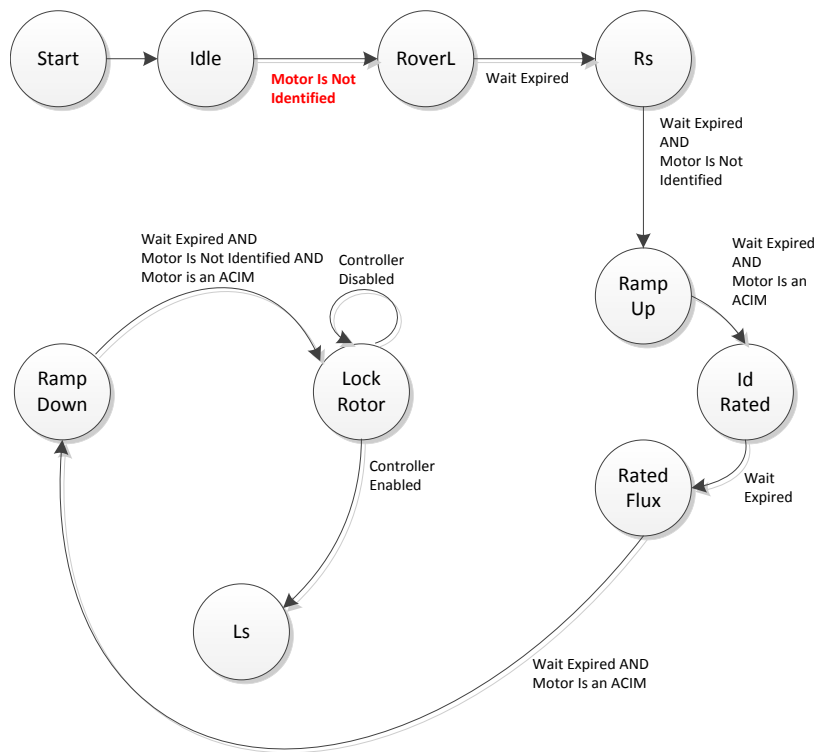 Start
Idle
Motor Is Not
Identified
RoverL
Wait Expired
Rs
Wait Expired
AND
Motor Is Not
Identified
Ramp
Up
Wait Expired
AND
Motor Is an
ACIM
Id
Rated
Wait
Expired
Rated
Flux
Wait Expired AND
Motor Is an ACIM
Ramp
Down
Wait Expired AND
Motor Is Not Identified AND
Motor is an ACIM
Controller
Disabled
Lock
Rotor
Controller
Enabled
Ls